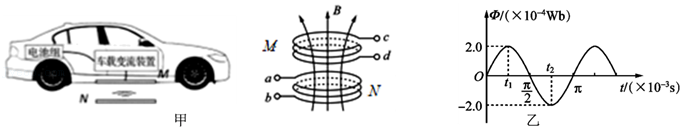 电池组
车载变流装置
M
N
甲
B
M
c
d
a
b
N
Φ/(×10⁻⁴Wb)
2.0
O
-2.0
t₁
π/2
t₂
π
t/(×10⁻³s)
乙